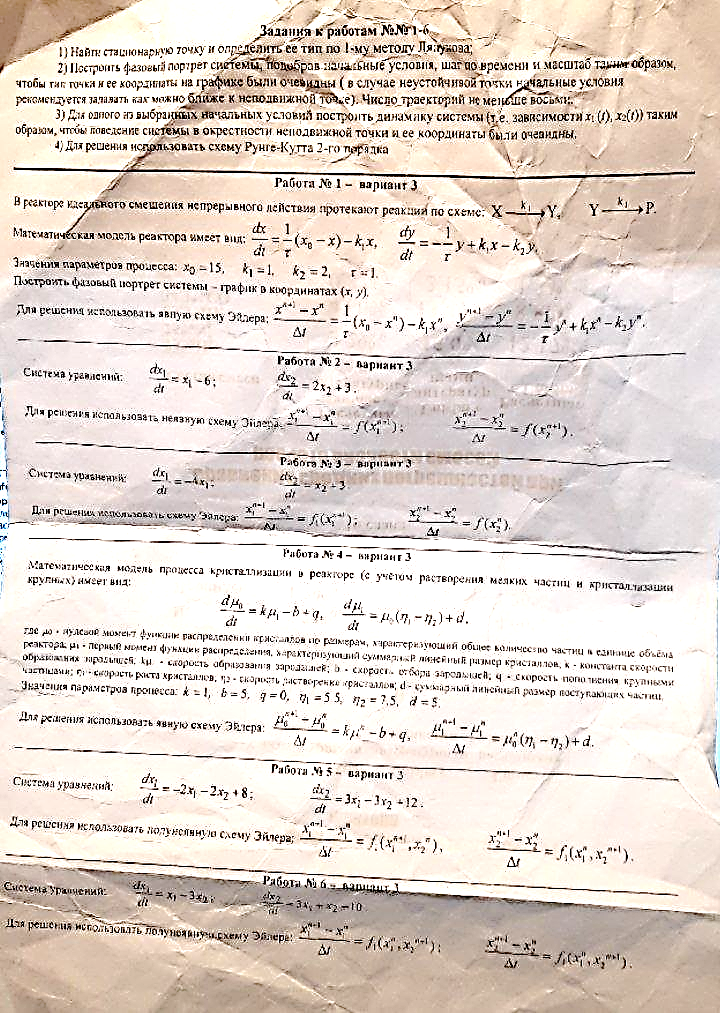 Задания к работам №№ 1-6
1) Найти стационарную точку и определить ее тип по 1-му методу Ляпунова;
2) Построить фазовый портрет системы, подобрав начальные условия, шаг по времени и масштаб таким образом,
чтобы тип точки и ее координаты на графике были очевидны ( в случае неустойчивой точки начальные условия
рекомендуется задавать как можно ближе к неподвижной точке). Число траекторий не меньше восьми;
3) Для одного из выбранных начальных условий построить динамику системы (т.е. зависимости x₁(t), x₂(t)) таким
образом, чтобы поведение системы в окрестности неподвижной точки и ее координаты были очевидны.
4) Для решения использовать схему Рунге-Кутта 2-го порядка
Работа № 1 – вариант 3
В реакторе идеального смешения непрерывного действия протекают реакции по схеме: X —k₁→ Y, Y —k₁→ P.
Математическая модель реактора имеет вид: dx/dt = 1/τ (x₀ − x) − k₁x, dy/dt = −1/τ y + k₁x − k₂y,
Значения параметров процесса: x₀ = 15, k₁ = 1, k₂ = 2, τ = 1.
Построить фазовый портрет системы – график в координатах (x, y).
Для решения использовать явную схему Эйлера: (xⁿ⁺¹ − xⁿ)/Δt = 1/τ (x₀ − xⁿ) − k₁xⁿ, (yⁿ⁺¹ − yⁿ)/Δt = −1/τ yⁿ + k₁xⁿ − k₂yⁿ.
Работа № 2 – вариант 3
Система уравнений: dx₁/dt = x₁ − 6; dx₂/dt = 2x₂ + 3.
Для решения использовать неявную схему Эйлера: (x₁ⁿ⁺¹ − x₁ⁿ)/Δt = f(x₁ⁿ⁺¹); (x₂ⁿ⁺¹ − x₂ⁿ)/Δt = f(x₂ⁿ⁺¹).
Работа № 3 – вариант 3
Система уравнений: dx₁/dt = −4x₁; dx₂/dt = x₂ − 3
Для решения использовать схему Эйлера: (x₁ⁿ⁺¹ − x₁ⁿ)/Δt = f₁(x₁ⁿ⁺¹); (x₂ⁿ⁺¹ − x₂ⁿ)/Δt = f(x₂ⁿ).
Работа № 4 – вариант 3
Математическая модель процесса кристаллизации в реакторе (с учётом растворения мелких частиц и кристаллизации
крупных) имеет вид:
dμ₀/dt = kμ₁ − b + q, dμ₁/dt = μ₀(η₁ − η₂) + d,
где μ₀ - нулевой момент функции распределения кристаллов по размерам, характеризующий общее количество частиц в единице объёма
реактора; μ₁ - первый момент функции распределения, характеризующий суммарный линейный размер кристаллов, k - константа скорости
образования зародышей; kμ₁ - скорость образования зародышей; b - скорость отбора зародышей; q - скорость пополнения крупными
частицами; η₁ - скорость роста кристаллов, η₂ - скорость растворения кристаллов; d - суммарный линейный размер поступающих частиц.
Значения параметров процесса: k = 1, b = 5, q = 0, η₁ = 5.5, η₂ = 7.5, d = 5.
Для решения использовать явную схему Эйлера: (μ₀ⁿ⁺¹ − μ₀ⁿ)/Δt = kμⁿ − b + q, (μ₁ⁿ⁺¹ − μ₁ⁿ)/Δt = μ₀ⁿ(η₁ − η₂) + d.
Работа № 5 – вариант 3
Система уравнений: dx₁/dt = −2x₁ − 2x₂ + 8; dx₂/dt = 3x₁ − 3x₂ + 12.
Для решения использовать полунеявную схему Эйлера; (x₁ⁿ⁺¹ − x₁ⁿ)/Δt = f₁(x₁ⁿ⁺¹, x₂ⁿ), (x₂ⁿ⁺¹ − x₂ⁿ)/Δt = f₁(x₁ⁿ, x₂ⁿ⁺¹).
Работа № 6 – вариант 3
Система уравнений: dx₁/dt = x₁ − 3x₂; dx₂/dt = 3x₁ + x₂ − 10.
Для решения использовать полунеявную схему Эйлера: (x₁ⁿ⁺¹ − x₁ⁿ)/Δt = f₁(x₁ⁿ, x₂ⁿ⁺¹); (x₂ⁿ⁺¹ − x₂ⁿ)/Δt = f₁(x₁ⁿ, x₂ⁿ⁺¹).